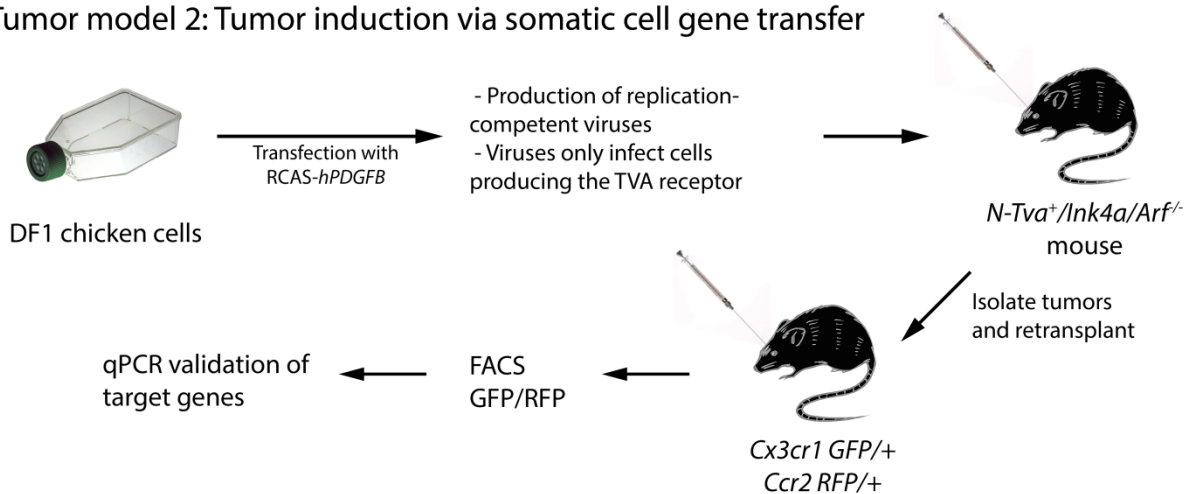 Tumor model 2: Tumor induction via somatic cell gene transfer
- Production of replication-
competent viruses
- Viruses only infect cells
producing the TVA receptor
Transfection with
RCAS-hPDGFB
DF1 chicken cells
N-Tva⁺/Ink4a/Arf⁻/⁻
mouse
Isolate tumors
and retransplant
qPCR validation of
target genes
FACS
GFP/RFP
Cx3cr1 GFP/+
Ccr2 RFP/+